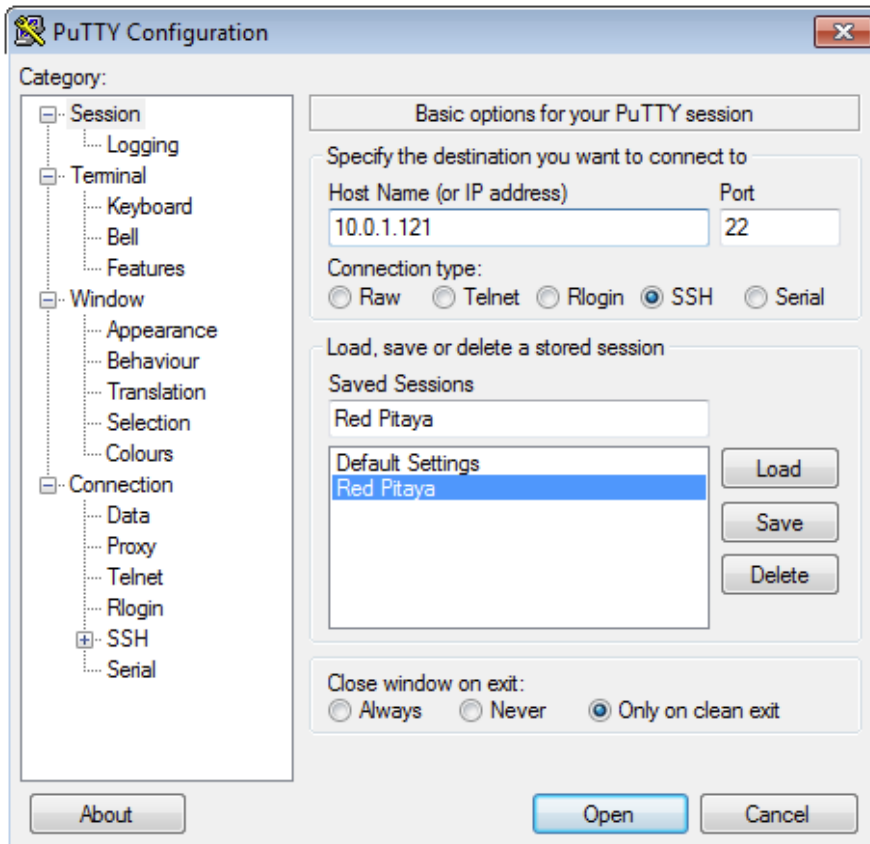 PuTTY Configuration
Category:
Session
Logging
Terminal
Keyboard
Bell
Features
Window
Appearance
Behaviour
Translation
Selection
Colours
Connection
Data
Proxy
Telnet
Rlogin
SSH
Serial
Basic options for your PuTTY session
Specify the destination you want to connect to
Host Name (or IP address) Port
10.0.1.121 22
Connection type:
Raw Telnet Rlogin SSH Serial
Load, save or delete a stored session
Saved Sessions
Red Pitaya
Default Settings
Red Pitaya
Load
Save
Delete
Close window on exit:
Always Never Only on clean exit
About Open Cancel